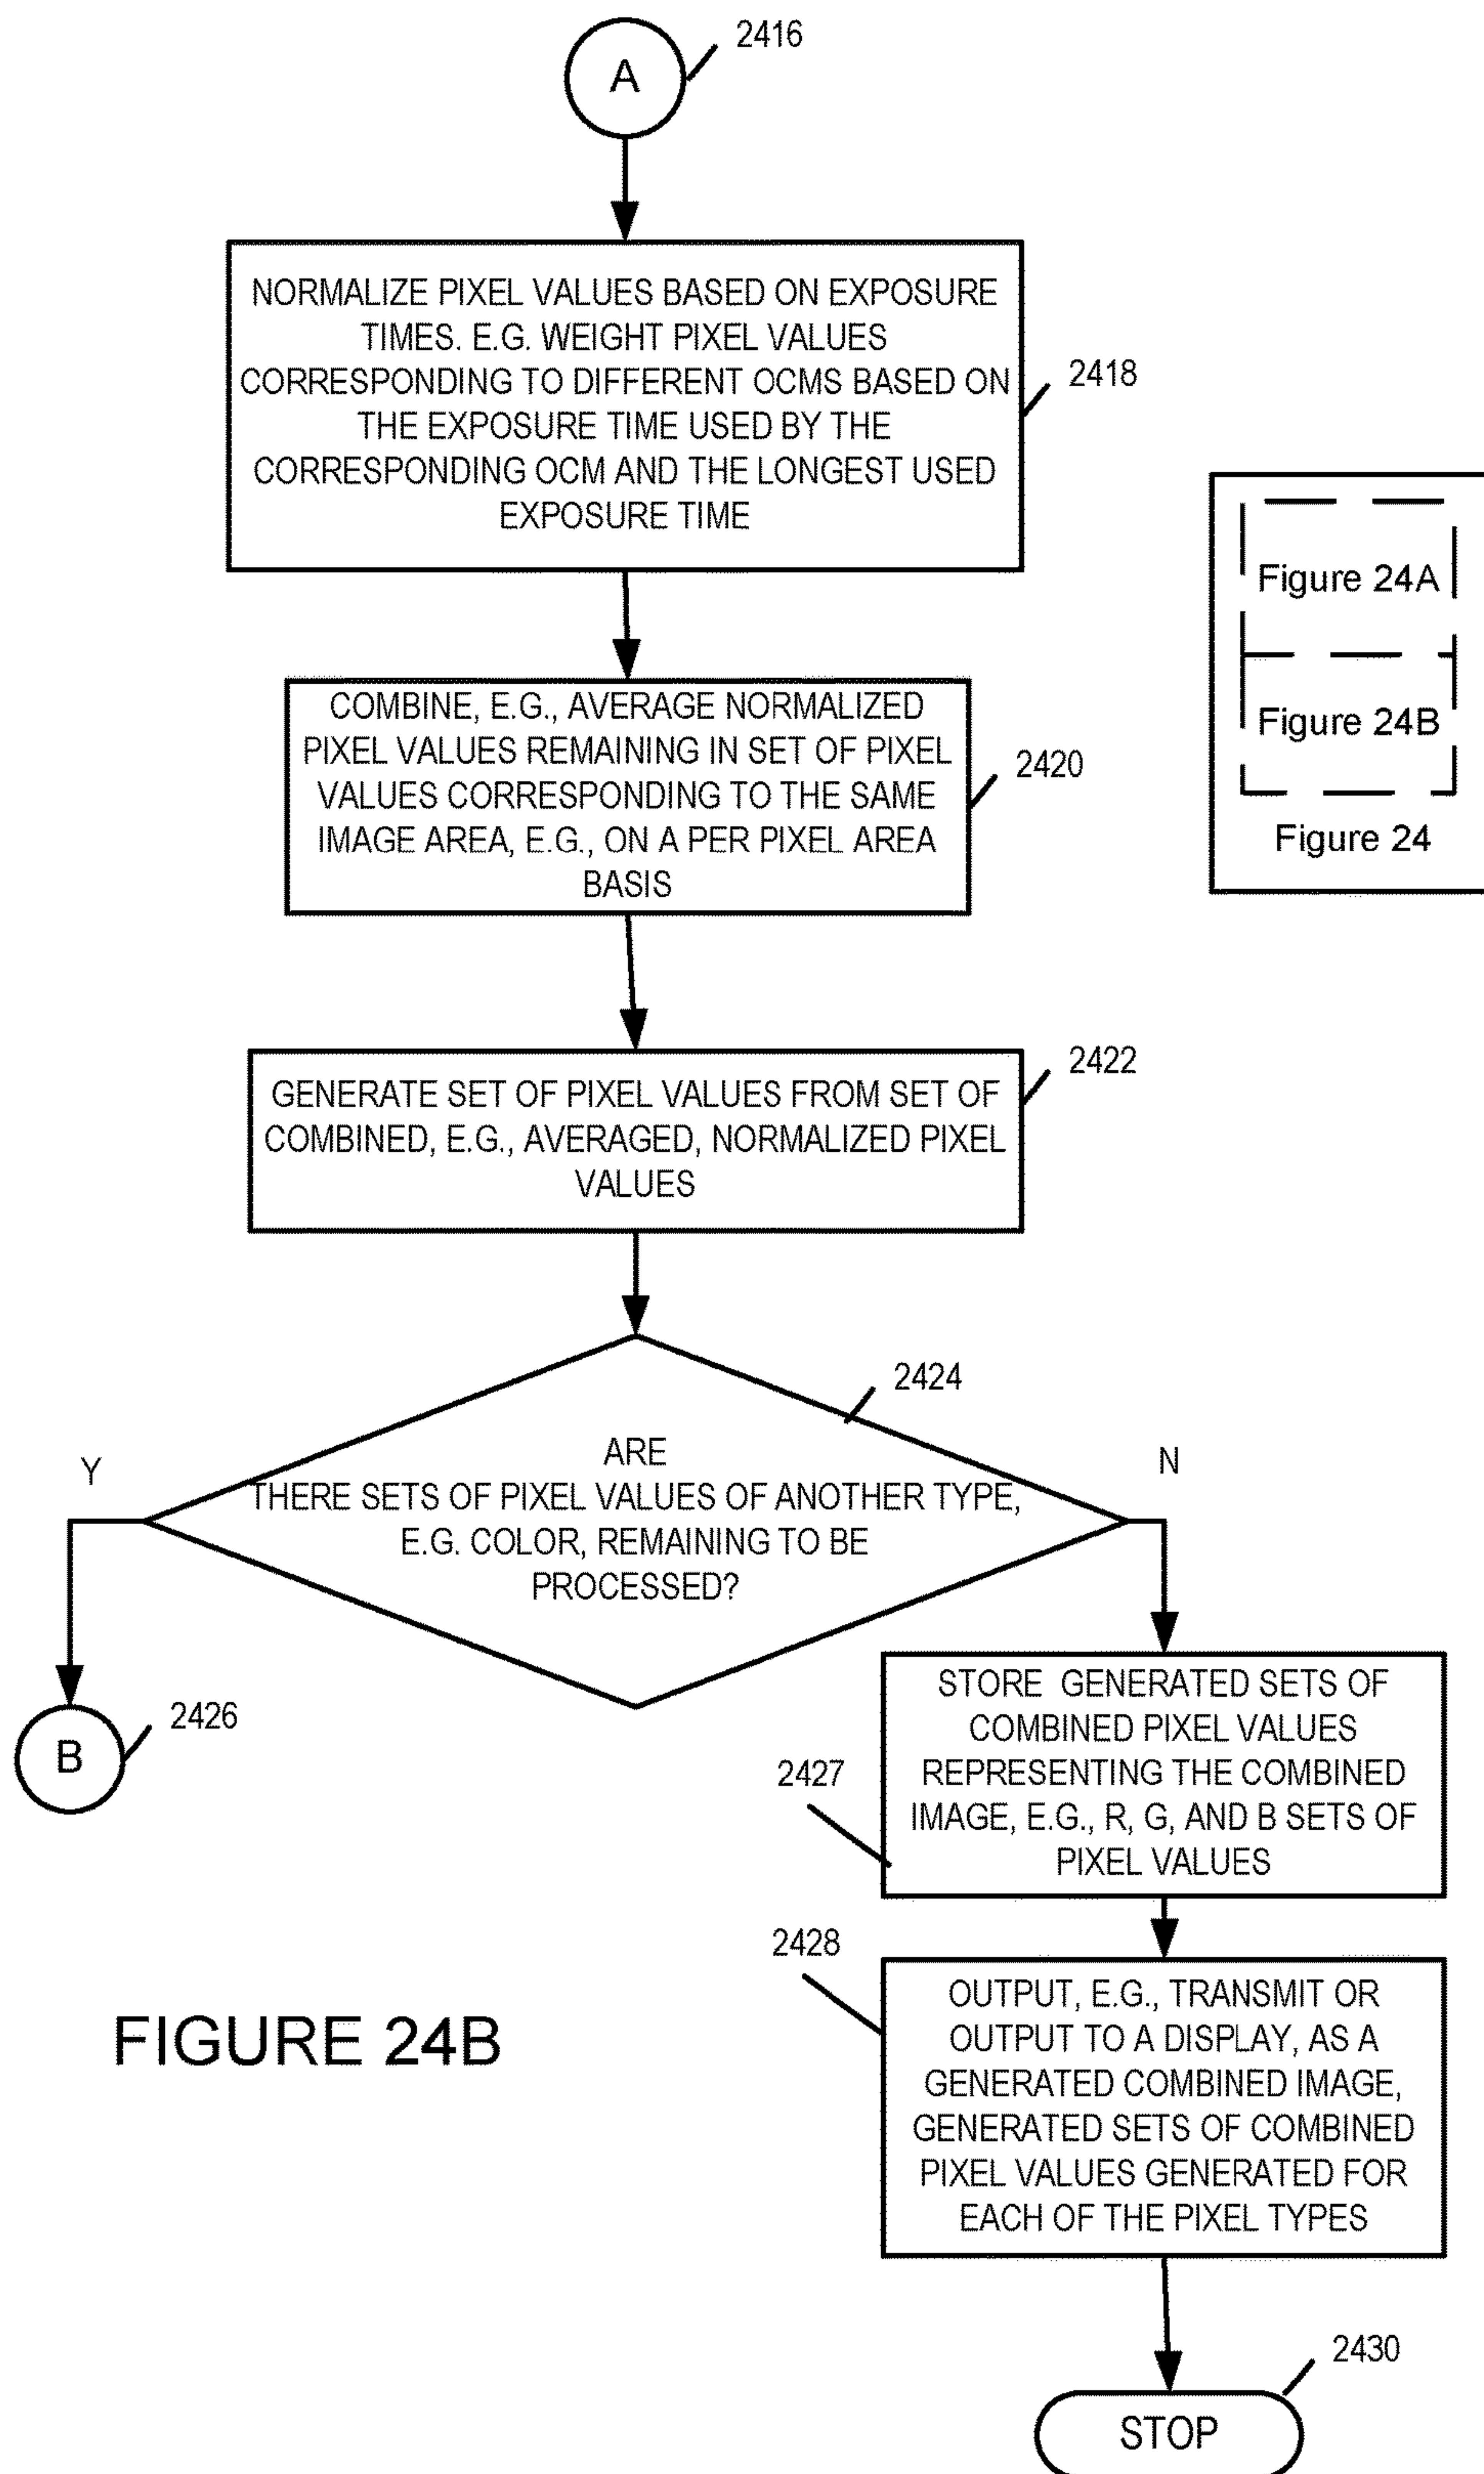 A
2416
NORMALIZE PIXEL VALUES BASED ON EXPOSURE
TIMES. E.G. WEIGHT PIXEL VALUES
CORRESPONDING TO DIFFERENT OCMS BASED ON
THE EXPOSURE TIME USED BY THE
CORRESPONDING OCM AND THE LONGEST USED
EXPOSURE TIME
2418
Figure 24A
Figure 24B
Figure 24
COMBINE, E.G., AVERAGE NORMALIZED
PIXEL VALUES REMAINING IN SET OF PIXEL
VALUES CORRESPONDING TO THE SAME
IMAGE AREA, E.G., ON A PER PIXEL AREA
BASIS
2420
GENERATE SET OF PIXEL VALUES FROM SET OF
COMBINED, E.G., AVERAGED, NORMALIZED PIXEL
VALUES
2422
2424
ARE
THERE SETS OF PIXEL VALUES OF ANOTHER TYPE,
E.G. COLOR, REMAINING TO BE
PROCESSED?
Y
N
B
2426
STORE GENERATED SETS OF
COMBINED PIXEL VALUES
REPRESENTING THE COMBINED
IMAGE, E.G., R, G, AND B SETS OF
PIXEL VALUES
2427
2428
OUTPUT, E.G., TRANSMIT OR
OUTPUT TO A DISPLAY, AS A
GENERATED COMBINED IMAGE,
GENERATED SETS OF COMBINED
PIXEL VALUES GENERATED FOR
EACH OF THE PIXEL TYPES
FIGURE 24B
2430
STOP